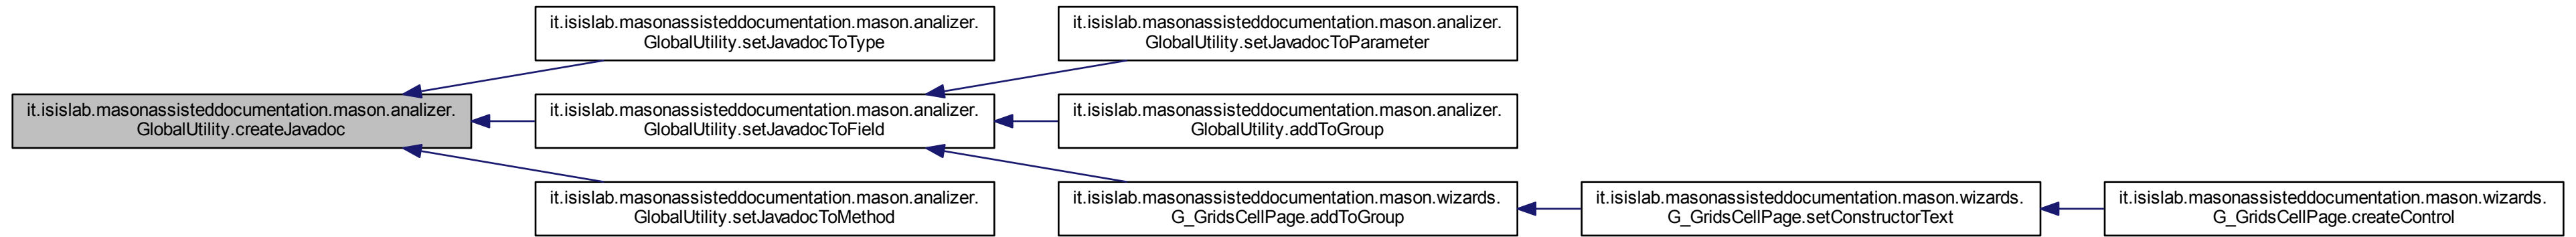 it.isislab.masonassisteddocumentation.mason.analizer.
GlobalUtility.createJavadoc
it.isislab.masonassisteddocumentation.mason.analizer.
GlobalUtility.setJavadocToType
it.isislab.masonassisteddocumentation.mason.analizer.
GlobalUtility.setJavadocToField
it.isislab.masonassisteddocumentation.mason.analizer.
GlobalUtility.setJavadocToMethod
it.isislab.masonassisteddocumentation.mason.analizer.
GlobalUtility.setJavadocToParameter
it.isislab.masonassisteddocumentation.mason.analizer.
GlobalUtility.addToGroup
it.isislab.masonassisteddocumentation.mason.wizards.
G_GridsCellPage.addToGroup
it.isislab.masonassisteddocumentation.mason.wizards.
G_GridsCellPage.setConstructorText
it.isislab.masonassisteddocumentation.mason.wizards.
G_GridsCellPage.createControl